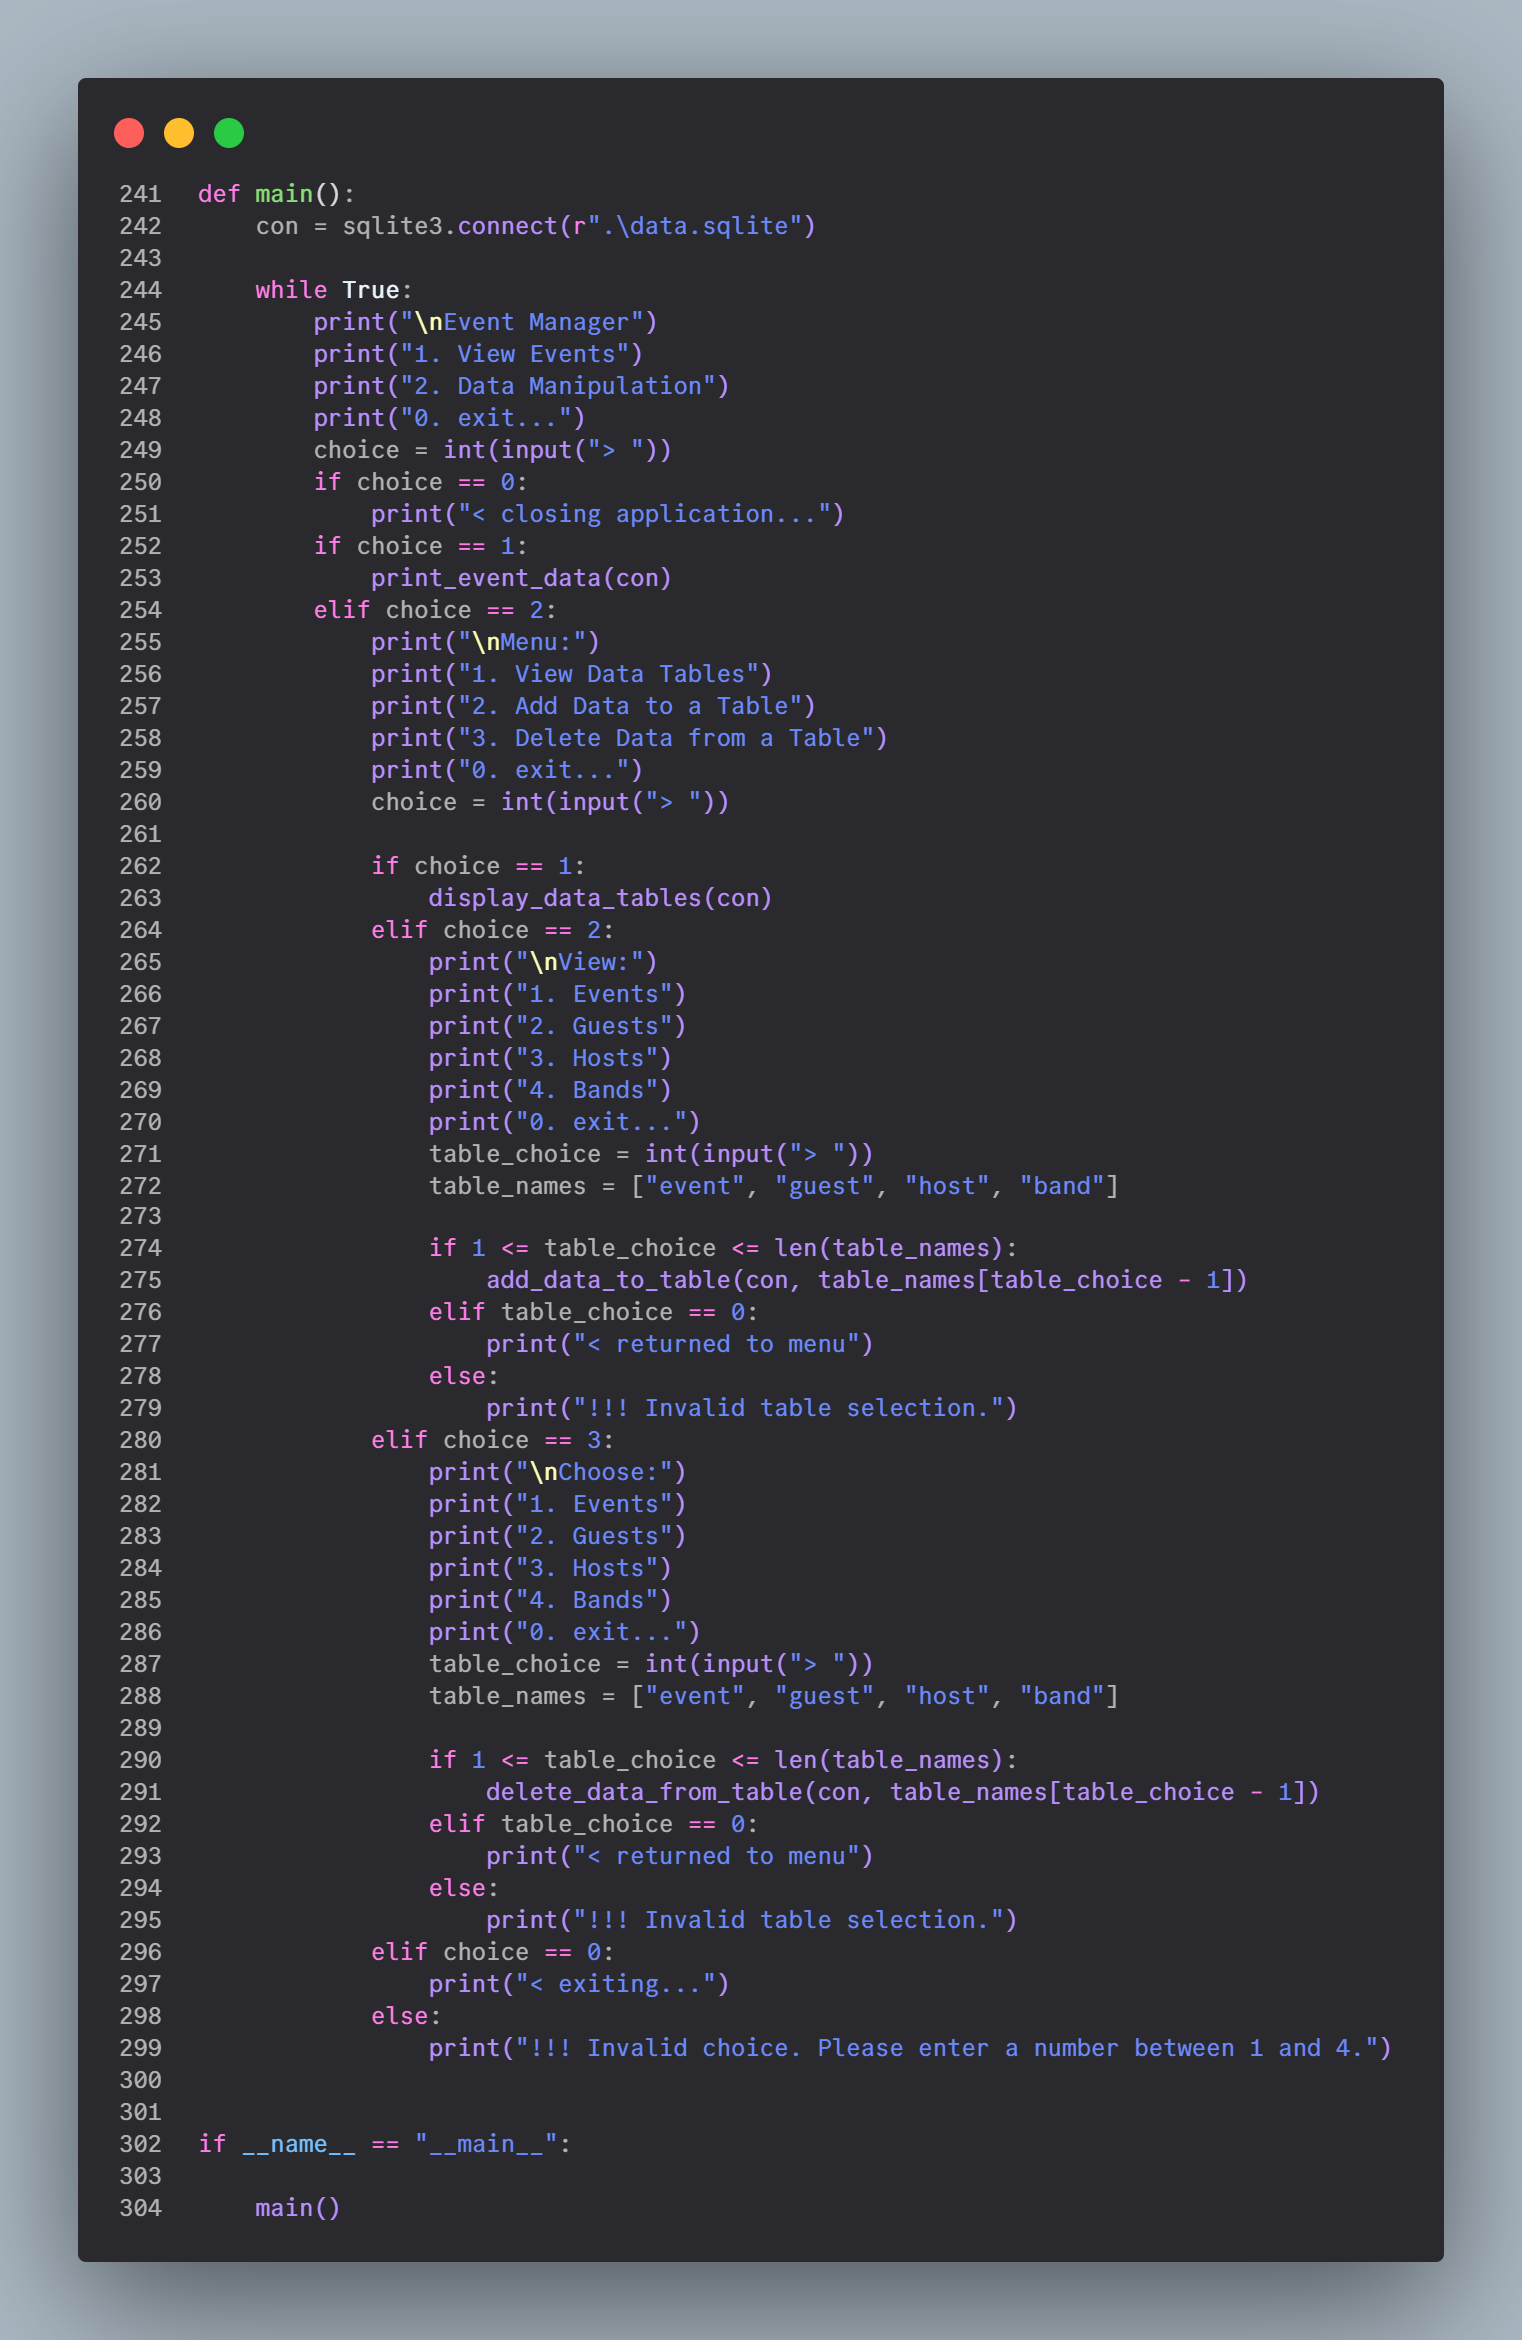 241 def main():
242     con = sqlite3.connect(r".\data.sqlite")
243
244     while True:
245         print("\nEvent Manager")
246         print("1. View Events")
247         print("2. Data Manipulation")
248         print("0. exit...")
249         choice = int(input("> "))
250         if choice == 0:
251             print("< closing application...")
252         if choice == 1:
253             print_event_data(con)
254         elif choice == 2:
255             print("\nMenu:")
256             print("1. View Data Tables")
257             print("2. Add Data to a Table")
258             print("3. Delete Data from a Table")
259             print("0. exit...")
260             choice = int(input("> "))
261
262             if choice == 1:
263                 display_data_tables(con)
264             elif choice == 2:
265                 print("\nView:")
266                 print("1. Events")
267                 print("2. Guests")
268                 print("3. Hosts")
269                 print("4. Bands")
270                 print("0. exit...")
271                 table_choice = int(input("> "))
272                 table_names = ["event", "guest", "host", "band"]
273
274                 if 1 <= table_choice <= len(table_names):
275                     add_data_to_table(con, table_names[table_choice - 1])
276                 elif table_choice == 0:
277                     print("< returned to menu")
278                 else:
279                     print("!!! Invalid table selection.")
280             elif choice == 3:
281                 print("\nChoose:")
282                 print("1. Events")
283                 print("2. Guests")
284                 print("3. Hosts")
285                 print("4. Bands")
286                 print("0. exit...")
287                 table_choice = int(input("> "))
288                 table_names = ["event", "guest", "host", "band"]
289
290                 if 1 <= table_choice <= len(table_names):
291                     delete_data_from_table(con, table_names[table_choice - 1])
292                 elif table_choice == 0:
293                     print("< returned to menu")
294                 else:
295                     print("!!! Invalid table selection.")
296             elif choice == 0:
297                 print("< exiting...")
298             else:
299                 print("!!! Invalid choice. Please enter a number between 1 and 4.")
300
301
302 if __name__ == "__main__":
303
304     main()